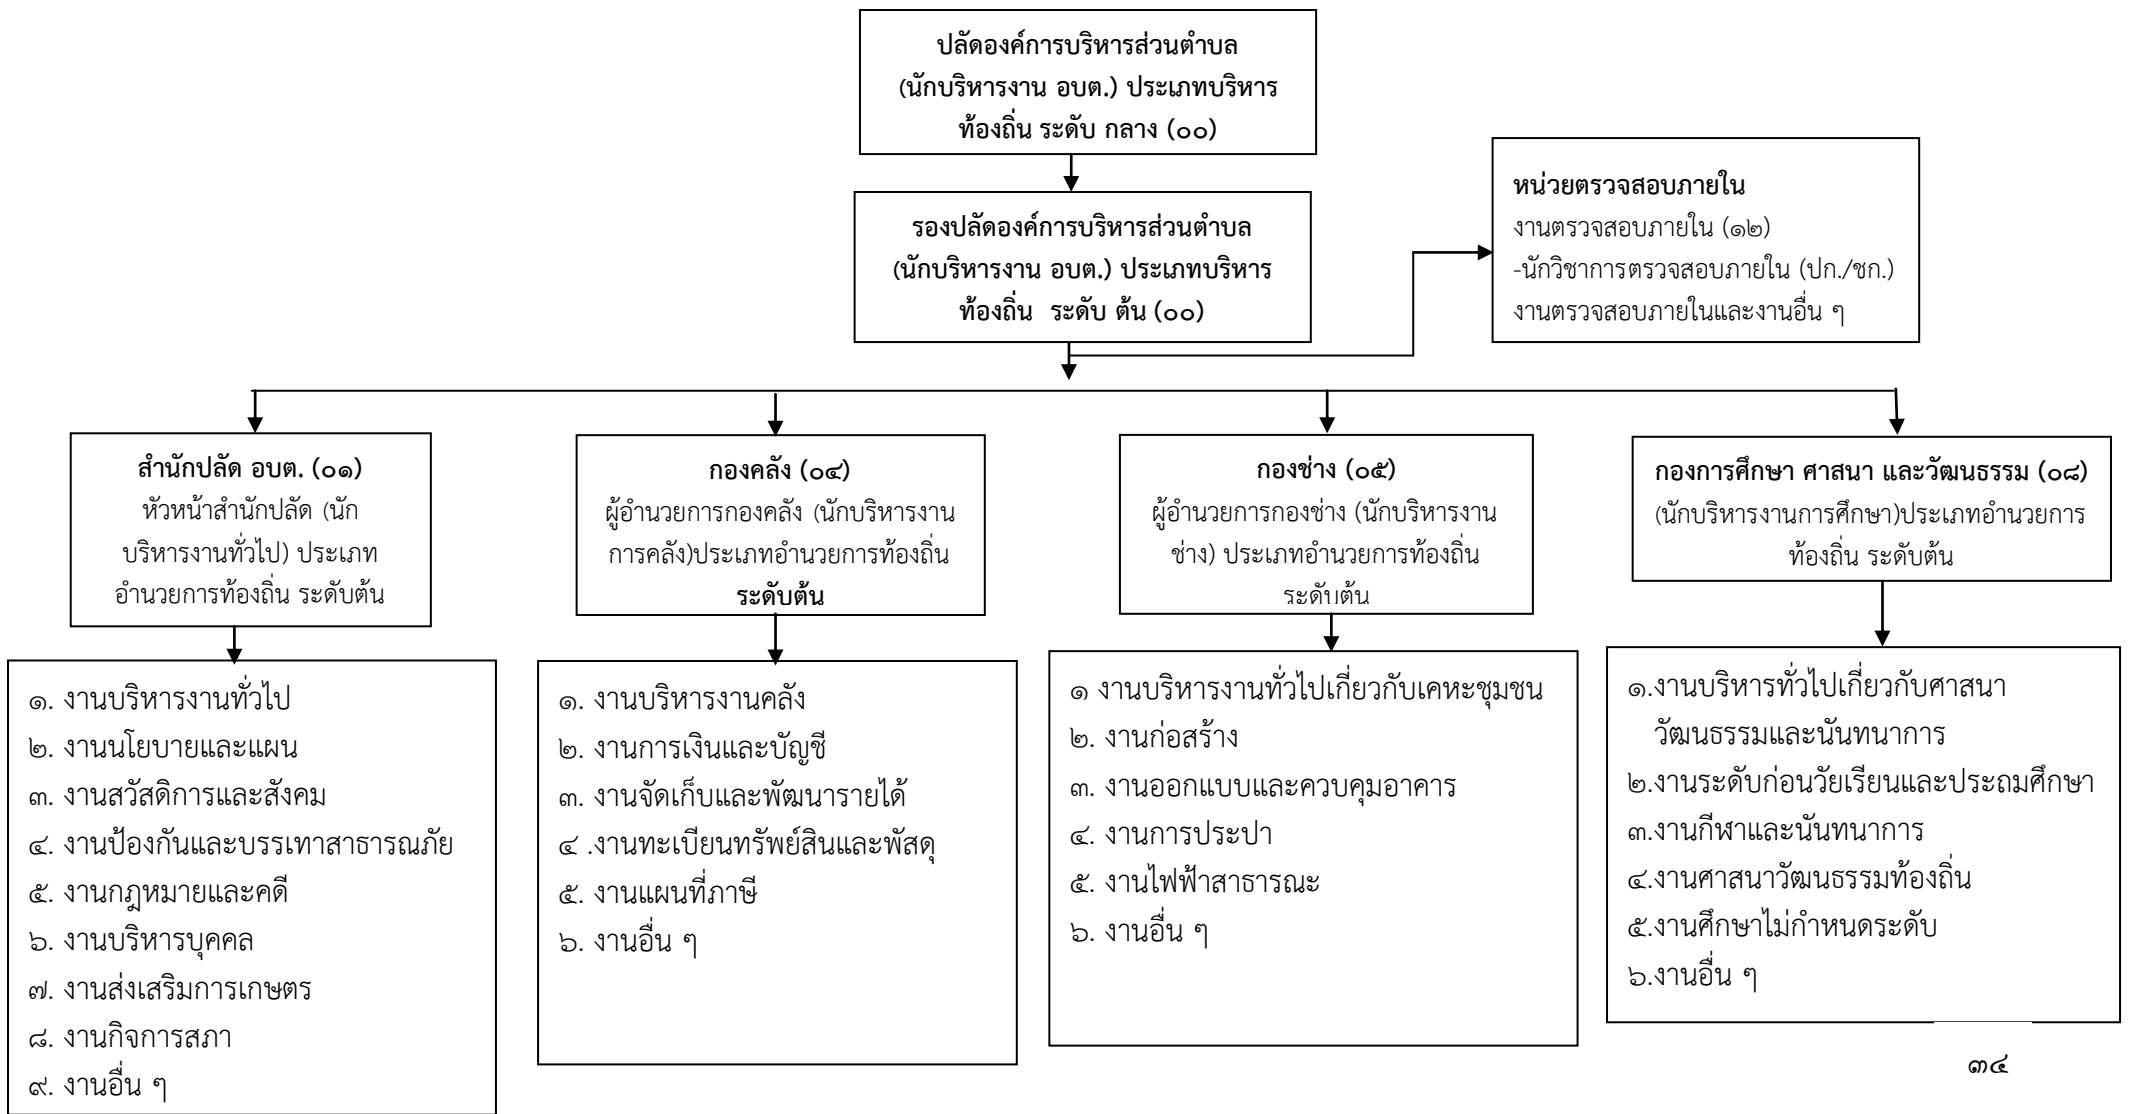 ปลัดองค์การบริหารส่วนตำบล
(นักบริหารงาน อบต.) ประเภทบริหาร
ท้องถิ่น ระดับ กลาง (๐๐)
รองปลัดองค์การบริหารส่วนตำบล
(นักบริหารงาน อบต.) ประเภทบริหาร
ท้องถิ่น ระดับ ต้น (๐๐)
หน่วยตรวจสอบภายใน
งานตรวจสอบภายใน (๑๒)
-นักวิชาการตรวจสอบภายใน (ปก./ชก.)
งานตรวจสอบภายในและงานอื่น ๆ
สำนักปลัด อบต. (๐๑)
หัวหน้าสำนักปลัด (นัก
บริหารงานทั่วไป) ประเภท
อำนวยการท้องถิ่น ระดับต้น
กองคลัง (๐๔)
ผู้อำนวยการกองคลัง (นักบริหารงาน
การคลัง)ประเภทอำนวยการท้องถิ่น
ระดับต้น
กองช่าง (๐๕)
ผู้อำนวยการกองช่าง (นักบริหารงาน
ช่าง) ประเภทอำนวยการท้องถิ่น
ระดับต้น
กองการศึกษา ศาสนา และวัฒนธรรม (๐๘)
(นักบริหารงานการศึกษา)ประเภทอำนวยการ
ท้องถิ่น ระดับต้น
๑. งานบริหารงานทั่วไป
๒. งานนโยบายและแผน
๓. งานสวัสดิการและสังคม
๔. งานป้องกันและบรรเทาสาธารณภัย
๕. งานกฎหมายและคดี
๖. งานบริหารบุคคล
๗. งานส่งเสริมการเกษตร
๘. งานกิจการสภา
๙. งานอื่น ๆ
๑. งานบริหารงานคลัง
๒. งานการเงินและบัญชี
๓. งานจัดเก็บและพัฒนารายได้
๔ .งานทะเบียนทรัพย์สินและพัสดุ
๕. งานแผนที่ภาษี
๖. งานอื่น ๆ
๑ งานบริหารงานทั่วไปเกี่ยวกับเคหะชุมชน
๒. งานก่อสร้าง
๓. งานออกแบบและควบคุมอาคาร
๔. งานการประปา
๕. งานไฟฟ้าสาธารณะ
๖. งานอื่น ๆ
๑.งานบริหารทั่วไปเกี่ยวกับศาสนา
วัฒนธรรมและนันทนาการ
๒.งานระดับก่อนวัยเรียนและประถมศึกษา
๓.งานกีฬาและนันทนาการ
๔.งานศาสนาวัฒนธรรมท้องถิ่น
๕.งานศึกษาไม่กำหนดระดับ
๖.งานอื่น ๆ
๓๔